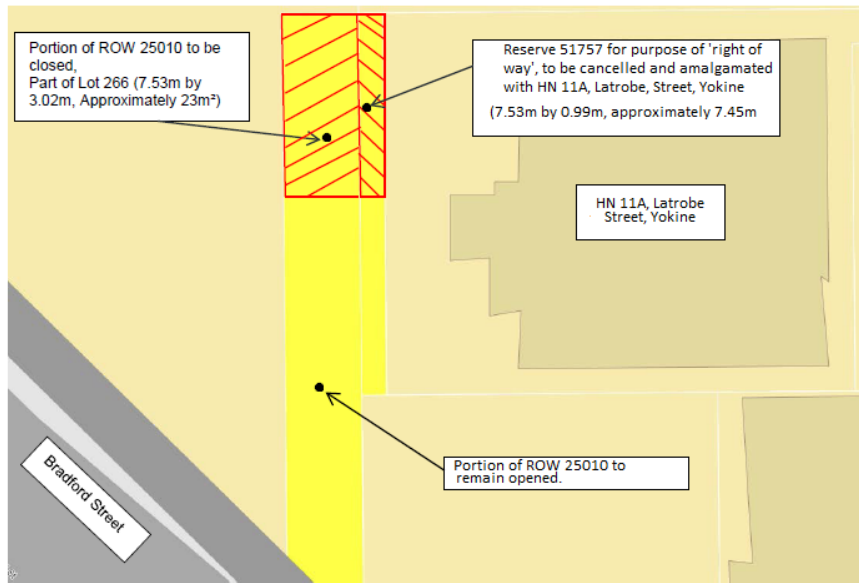 Portion of ROW 25010 to be
closed,
Part of Lot 266 (7.53m by
3.02m, Approximately 23m²)
Reserve 51757 for purpose of 'right of
way', to be cancelled and amalgamated
with HN 11A, Latrobe, Street, Yokine
(7.53m by 0.99m, approximately 7.45m
HN 11A, Latrobe
Street, Yokine
Portion of ROW 25010 to
remain opened.
Bradford Street